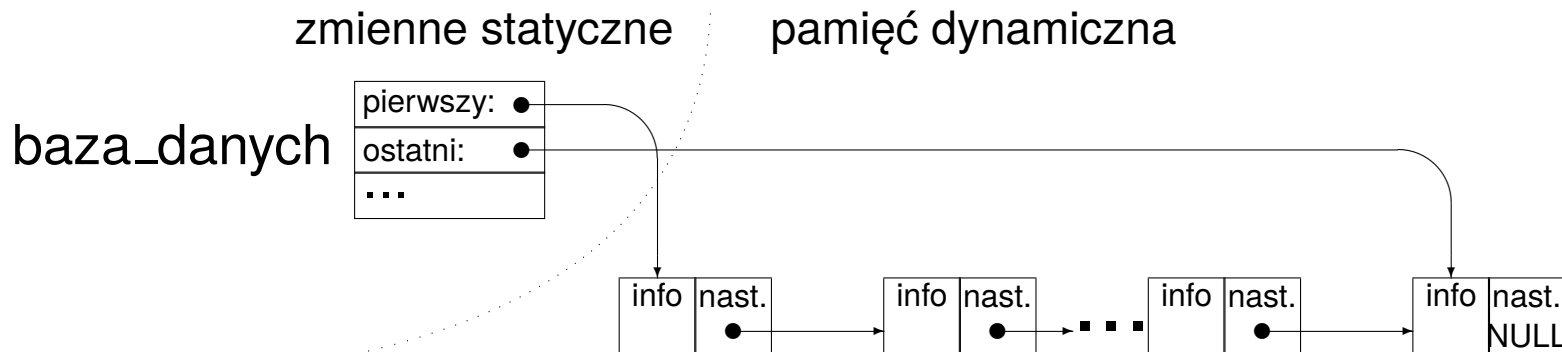 zmienne statyczne pamięć dynamiczna
baza_danych
pierwszy:
ostatni:
...
info nast. info nast. ... info nast. info nast.
NULL